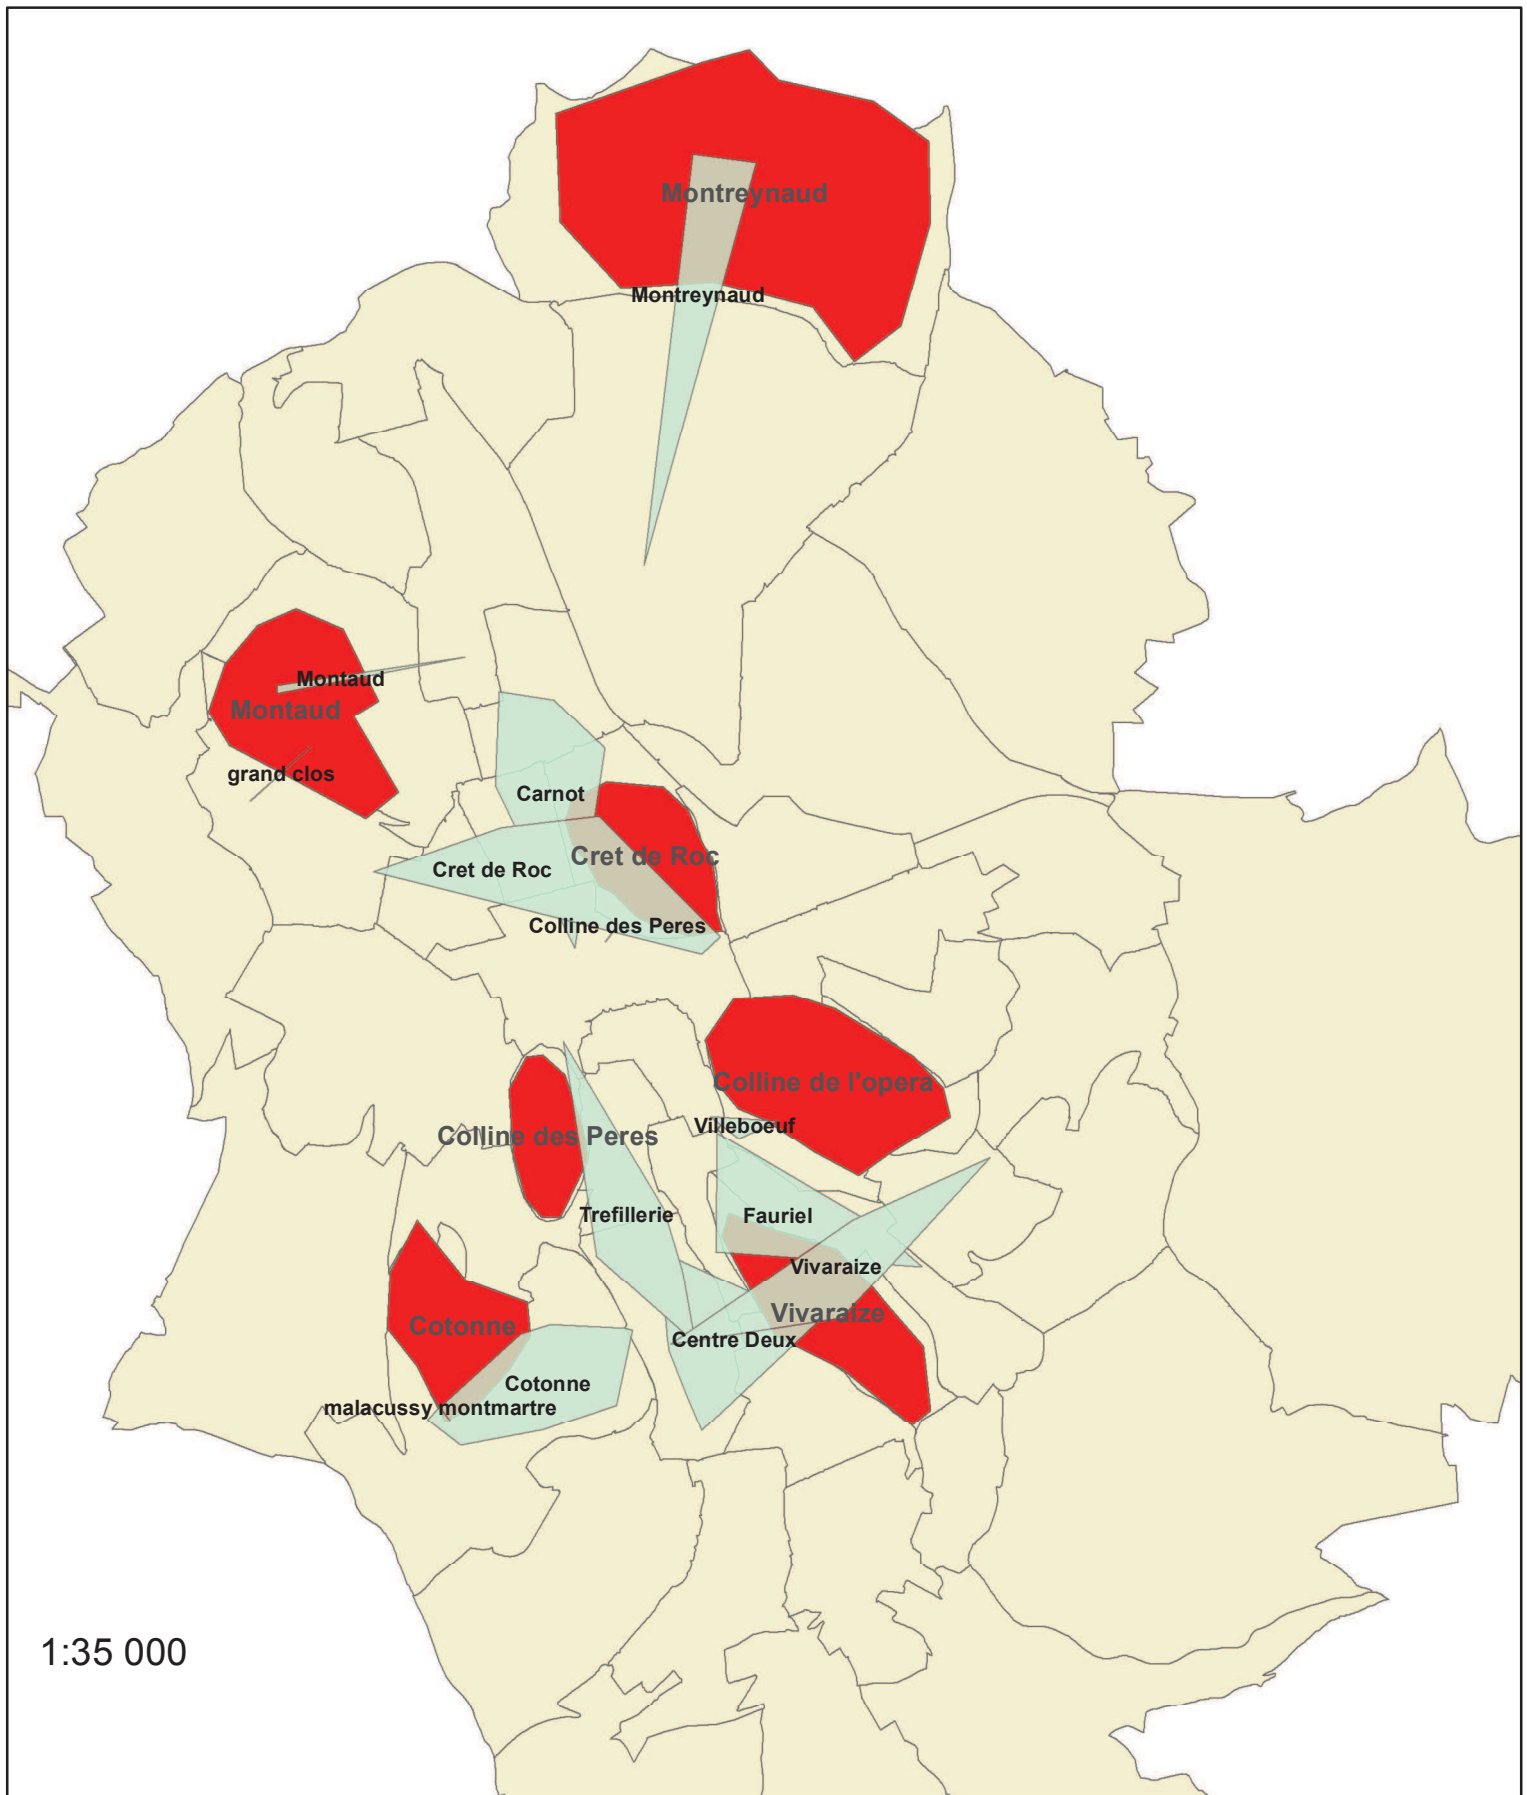 Montreynaud
Montreynaud
Montaud
Montaud
grand clos
Carnot
Cret de Roc
Cret de Roc
Colline des Peres
Colline de l'opera
Villeboeuf
Colline des Peres
Trefillerie
Fauriel
Vivaraize
Vivaraize
Cotonne
Centre Deux
Cotonne
malacussy montmartre
1:35 000